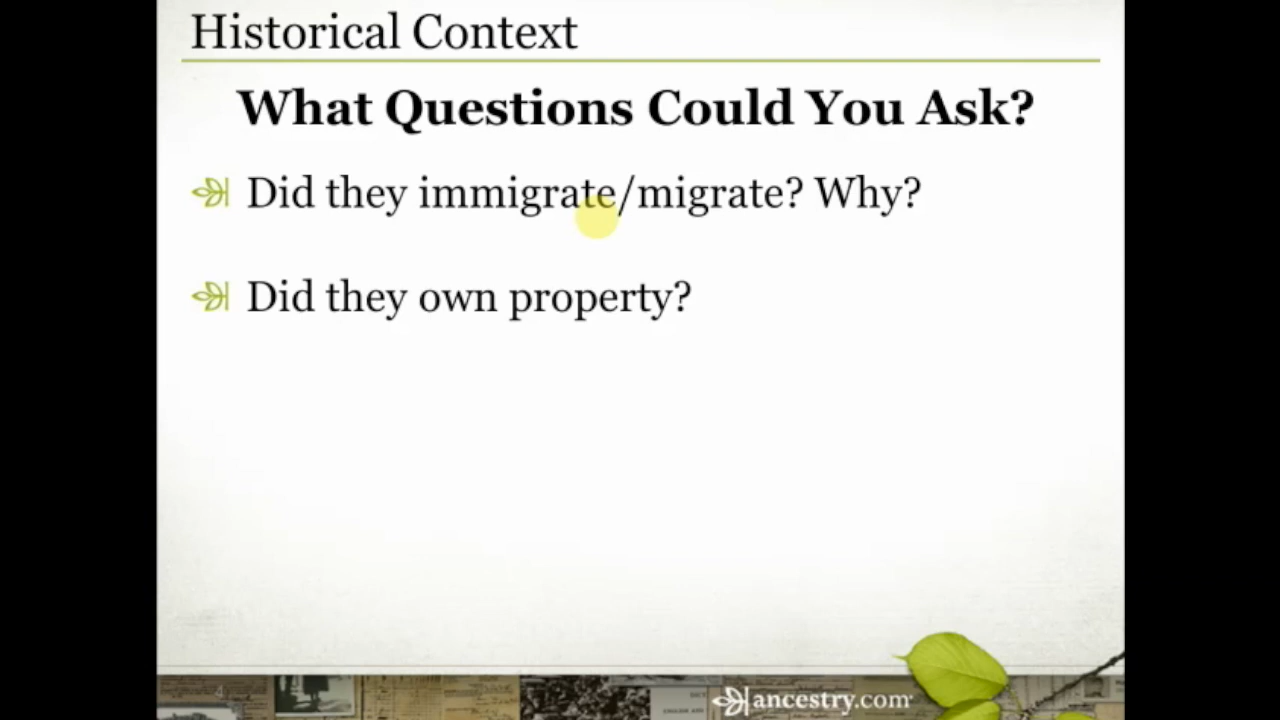 Historical Context
What Questions Could You Ask?
Did they immigrate/migrate? Why?
Did they own property?
ancestry.com